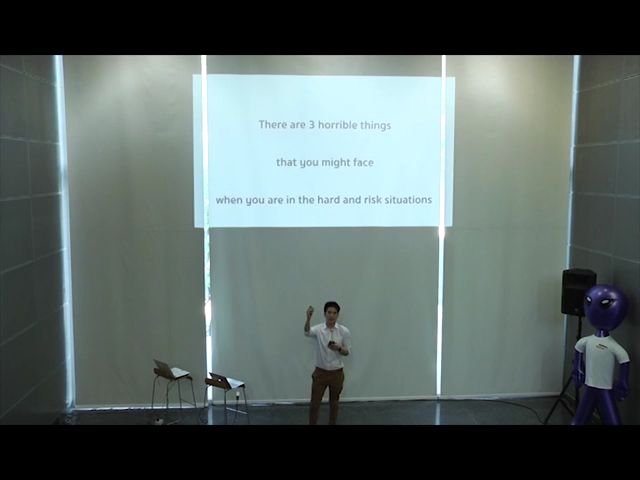 There are 3 horrible things
that you might face
when you are in the hard and risk situations